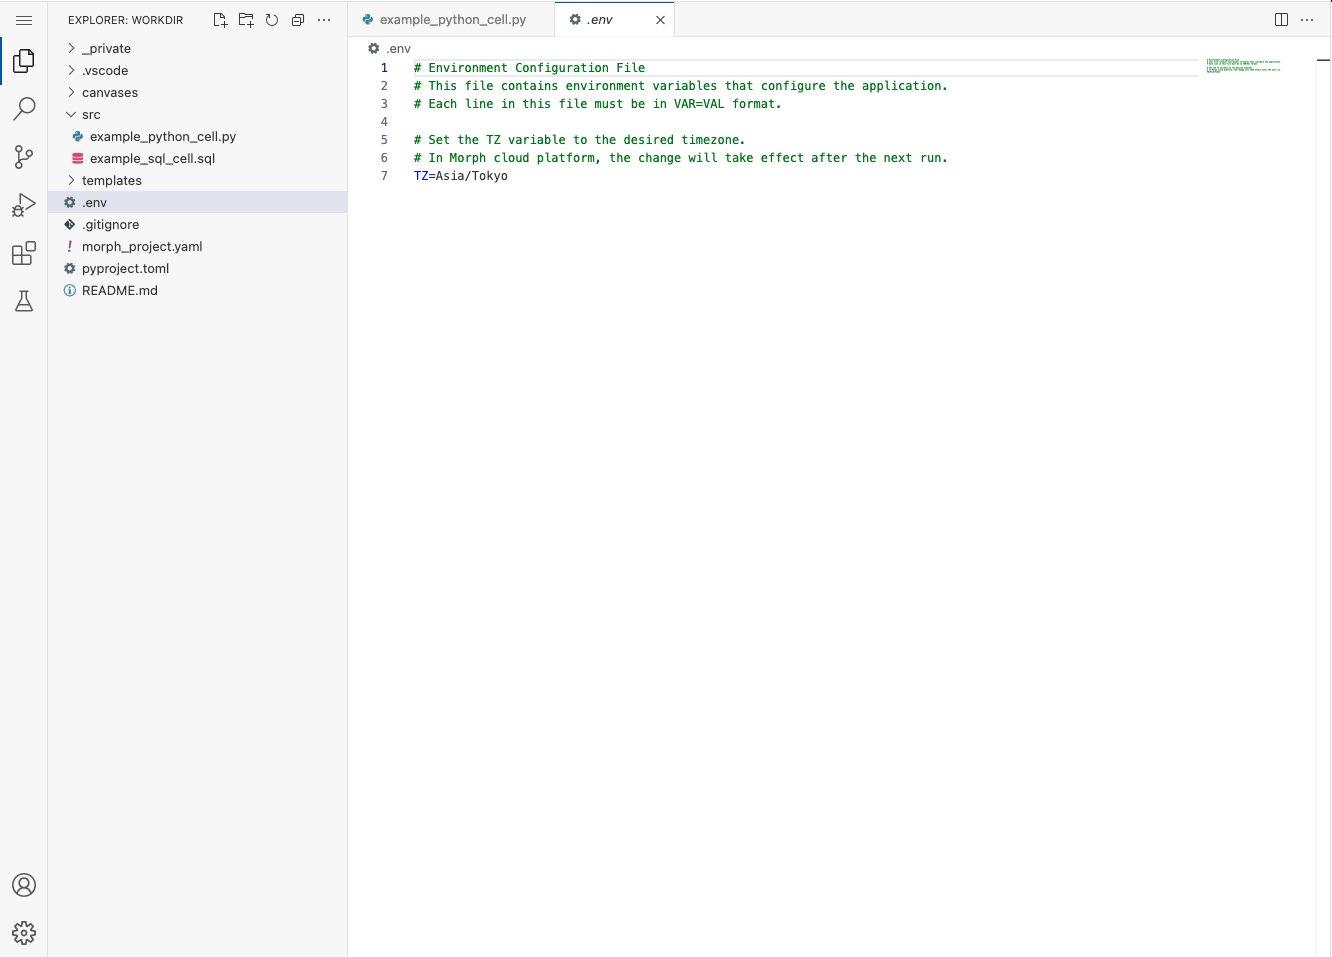 EXPLORER: WORKDIR
_private
.vscode
canvases
src
example_python_cell.py
example_sql_cell.sql
templates
.env
.gitignore
! morph_project.yaml
pyproject.toml
README.md
example_python_cell.py
.env
.env
1 # Environment Configuration File
2 # This file contains environment variables that configure the application.
3 # Each line in this file must be in VAR=VAL format.
4
5 # Set the TZ variable to the desired timezone.
6 # In Morph cloud platform, the change will take effect after the next run.
7 TZ=Asia/Tokyo